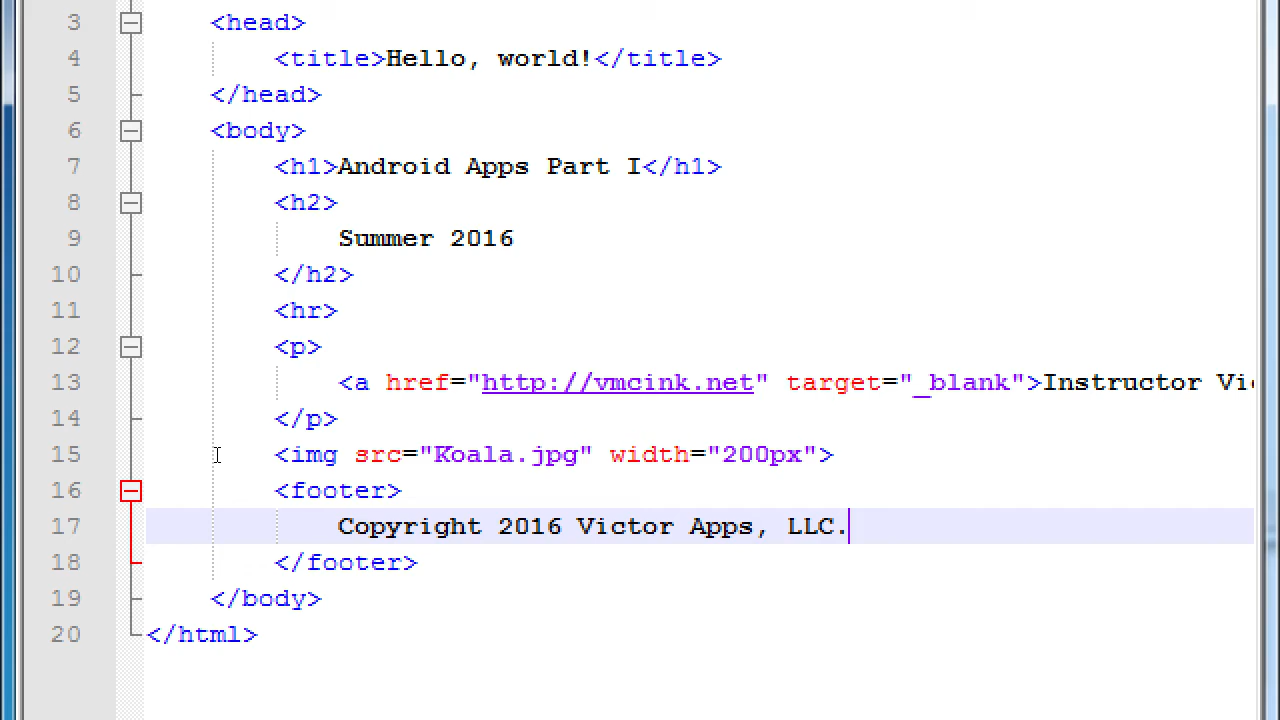 3 <head>
4 <title>Hello, world!</title>
5 </head>
6 <body>
7 <h1>Android Apps Part I</h1>
8 <h2>
9 Summer 2016
10 </h2>
11 <hr>
12 <p>
13 <a href="http://vmcink.net" target="_blank">Instructor
14 </p>
15 <img src="Koala.jpg" width="200px">
16 <footer>
17 Copyright 2016 Victor Apps, LLC.
18 </footer>
19 </body>
20 </html>